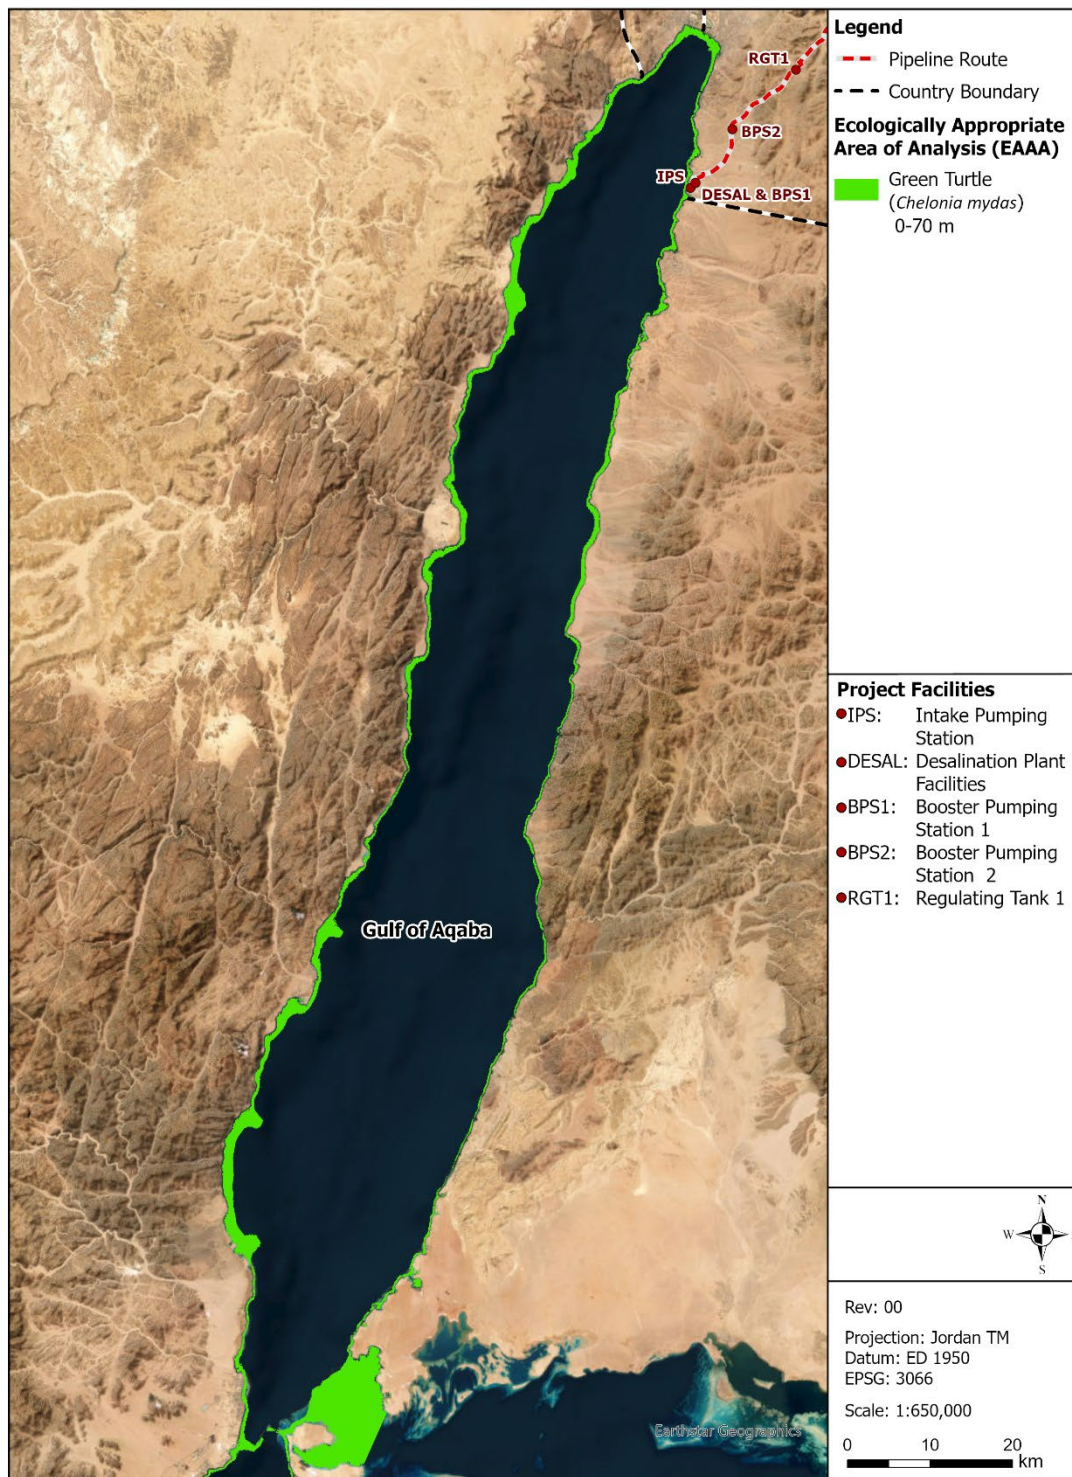 Legend
Pipeline Route
Country Boundary
Ecologically Appropriate
Area of Analysis (EAAA)
Green Turtle
(Chelonia mydas)
0-70 m
RGT1
BPS2
IPS
DESAL & BPS1
Gulf of Aqaba
Earthstar Geographics
Project Facilities
IPS: Intake Pumping
Station
DESAL: Desalination Plant
Facilities
BPS1: Booster Pumping
Station 1
BPS2: Booster Pumping
Station 2
RGT1: Regulating Tank 1
N
W
S
Rev: 00
Projection: Jordan TM
Datum: ED 1950
EPSG: 3066
Scale: 1:650,000
0 10 20
km